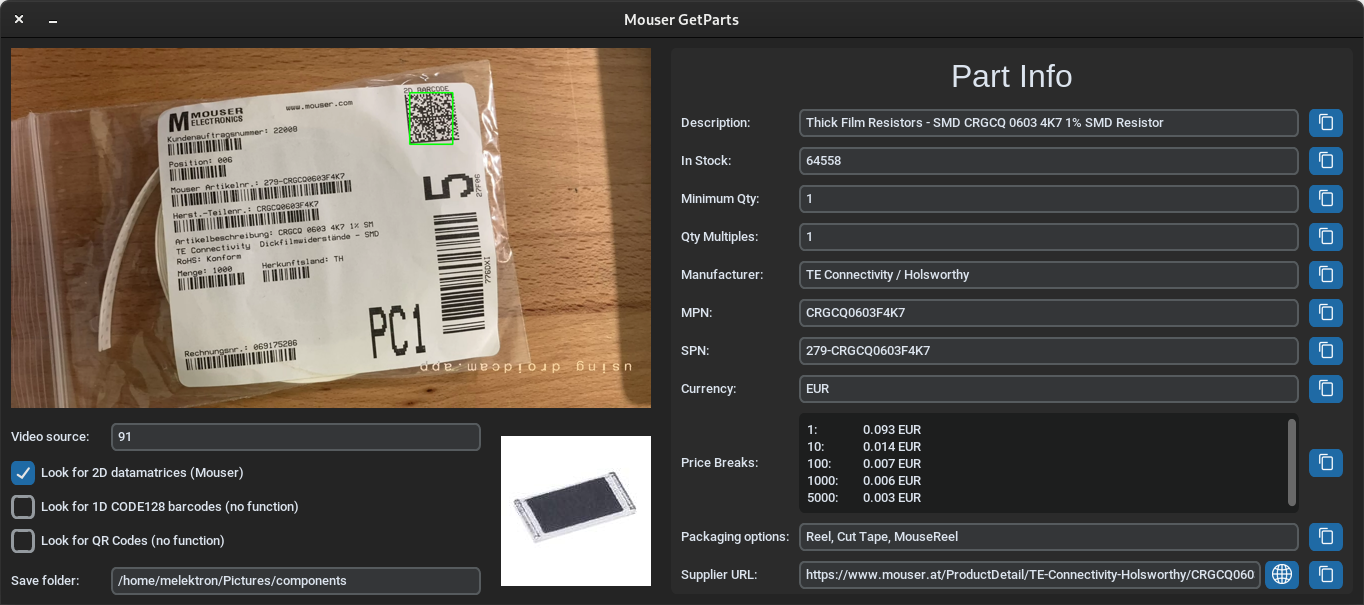 Mouser GetParts
MOUSER
ELECTRONICS
www.mouser.com
2D BARCODE
Kundenauftragsnummer: 22008
Position: 006
Mouser Artikelnr.: 279-CRGCQ0603F4K7
Herst.-Teilenr.: CRGCQ0603F4K7
Artikelbeschreibung: CRGCQ 0603 4K7 1% SM
TE Connectivity Dickfilmwiderstände - SMD
RoHS: Konform
Menge: 1000 Herkunftsland: TH
Rechnungsnr.: 069175286
5
27F06
776DXI
PC1
using droidcam.app
Video source: 91
Look for 2D datamatrices (Mouser)
Look for 1D CODE128 barcodes (no function)
Look for QR Codes (no function)
Save folder: /home/melektron/Pictures/components
Part Info
Description: Thick Film Resistors - SMD CRGCQ 0603 4K7 1% SMD Resistor
In Stock: 64558
Minimum Qty: 1
Qty Multiples: 1
Manufacturer: TE Connectivity / Holsworthy
MPN: CRGCQ0603F4K7
SPN: 279-CRGCQ0603F4K7
Currency: EUR
Price Breaks:
1: 0.093 EUR
10: 0.014 EUR
100: 0.007 EUR
1000: 0.006 EUR
5000: 0.003 EUR
Packaging options: Reel, Cut Tape, MouseReel
Supplier URL: https://www.mouser.at/ProductDetail/TE-Connectivity-Holsworthy/CRGCQ060